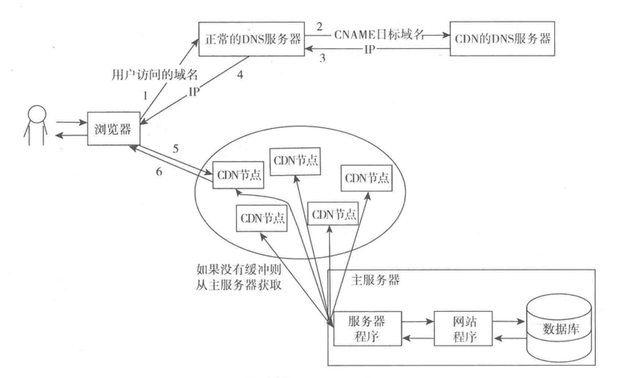 正常的DNS服务器
2
CNAME目标域名
CDN的DNS服务器
3
IP
用户访问的域名
1
IP
4
浏览器
5
6
CDN节点
CDN节点
CDN节点
CDN节点
CDN节点
如果没有缓冲则
从主服务器获取
主服务器
服务器
程序
网站
程序
数据库